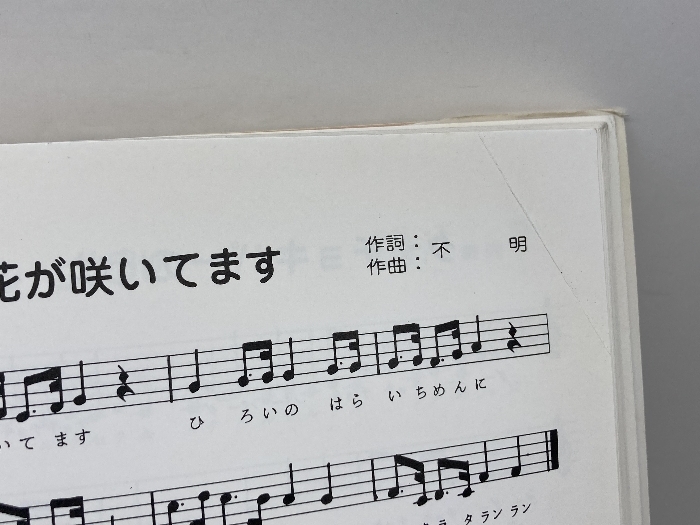 花が咲いてます
作詞：
作曲：
不 明
いて ます
ひ ろいの はら いちめんに
ラ タ ラン ラン